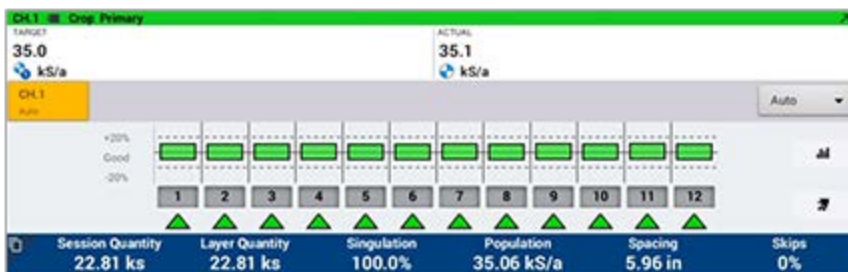 CH.1 Crop Primary
TARGET
35.0
kS/a
ACTUAL
35.1
kS/a
CH.1
Auto
Auto
+20%
Good
-20%
1 2 3 4 5 6 7 8 9 10 11 12
Session Quantity Layer Quantity Singulation Population Spacing Skips
22.81 ks 22.81 ks 100.0% 35.06 kS/a 5.96 in 0%